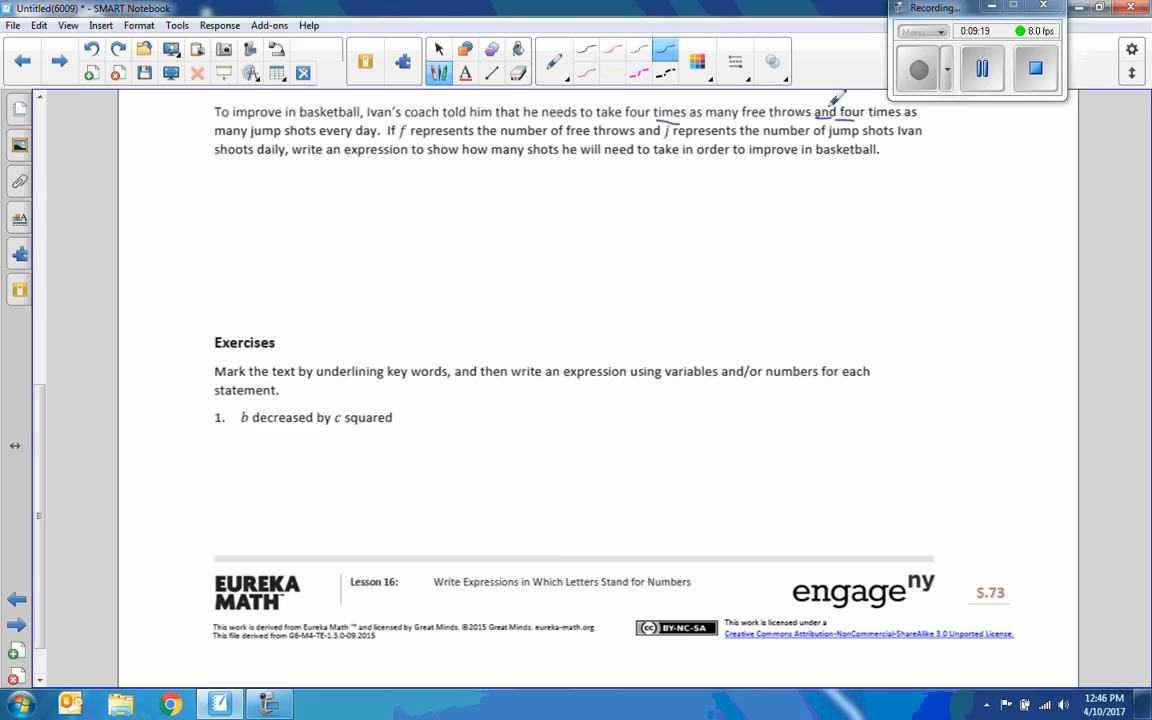 Untitled(6009) * - SMART Notebook
Recording...
File Edit View Insert Format Tools Response Add-ons Help
Menu
0:09:19
8.0 fps
To improve in basketball, Ivan's coach told him that he needs to take four times as many free throws and four times as
many jump shots every day. If f represents the number of free throws and j represents the number of jump shots Ivan
shoots daily, write an expression to show how many shots he will need to take in order to improve in basketball.
Exercises
Mark the text by underlining key words, and then write an expression using variables and/or numbers for each
statement.
1. b decreased by c squared
EUREKA
MATH™
Lesson 16: Write Expressions in Which Letters Stand for Numbers
engageny
S.73
This work is derived from Eureka Math ™ and licensed by Great Minds. ©2015 Great Minds. eureka-math.org
This file derived from G6-M4-TE-1.3.0-09.2015
cc BY-NC-SA
This work is licensed under a
Creative Commons Attribution-NonCommercial-ShareAlike 3.0 Unported License.
12:46 PM
4/10/2017